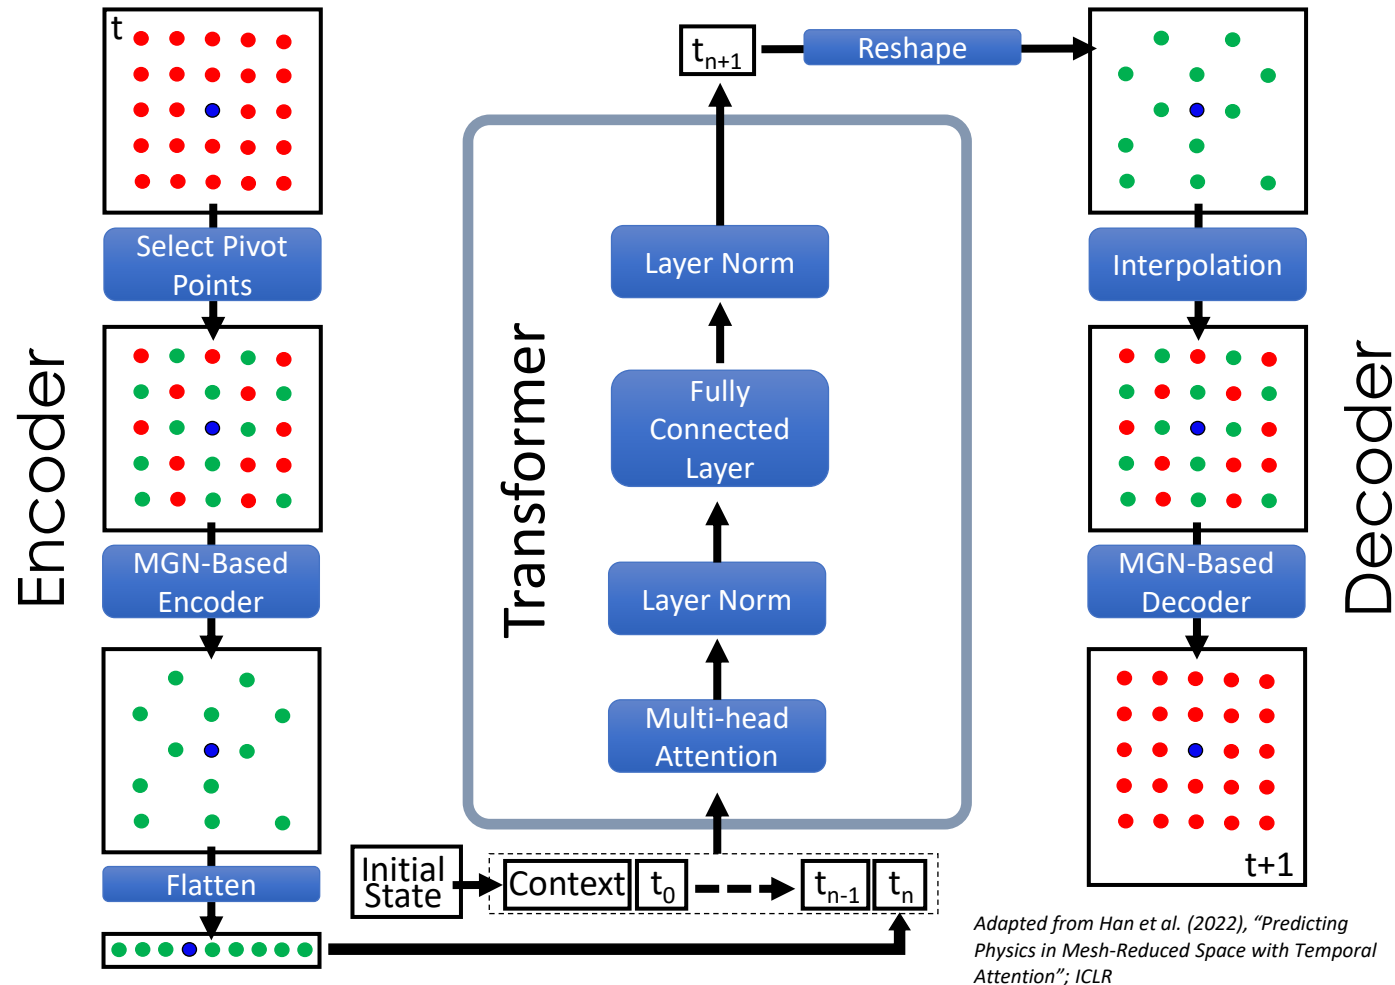 t
Select Pivot
Points
Encoder
MGN-Based
Encoder
Flatten
Initial
State
Context
t0
tn-1
tn
Transformer
Multi-head
Attention
Layer Norm
Fully
Connected
Layer
Layer Norm
tn+1
Reshape
Interpolation
Decoder
MGN-Based
Decoder
t+1
Adapted from Han et al. (2022), “Predicting
Physics in Mesh-Reduced Space with Temporal
Attention”; ICLR